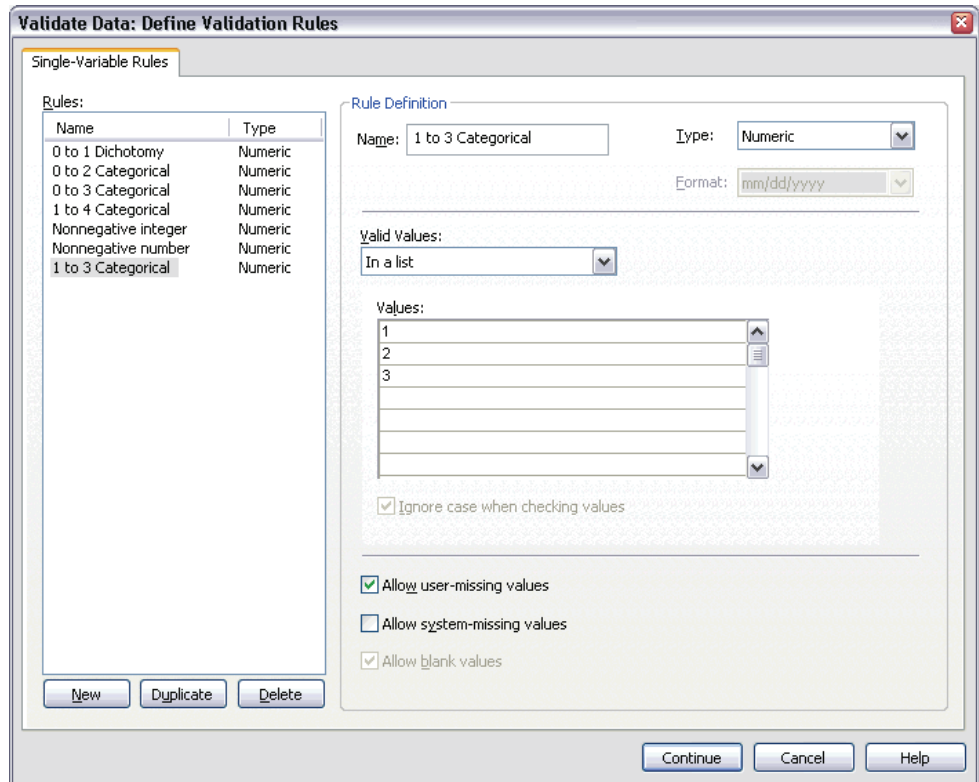 Validate Data: Define Validation Rules
Single-Variable Rules
Rules:
Name Type
0 to 1 Dichotomy Numeric
0 to 2 Categorical Numeric
0 to 3 Categorical Numeric
1 to 4 Categorical Numeric
Nonnegative integer Numeric
Nonnegative number Numeric
1 to 3 Categorical Numeric
New Duplicate Delete
Rule Definition
Name: 1 to 3 Categorical Type: Numeric
Format: mm/dd/yyyy
Valid Values:
In a list
Values:
1
2
3
Ignore case when checking values
Allow user-missing values
Allow system-missing values
Allow blank values
Continue Cancel Help